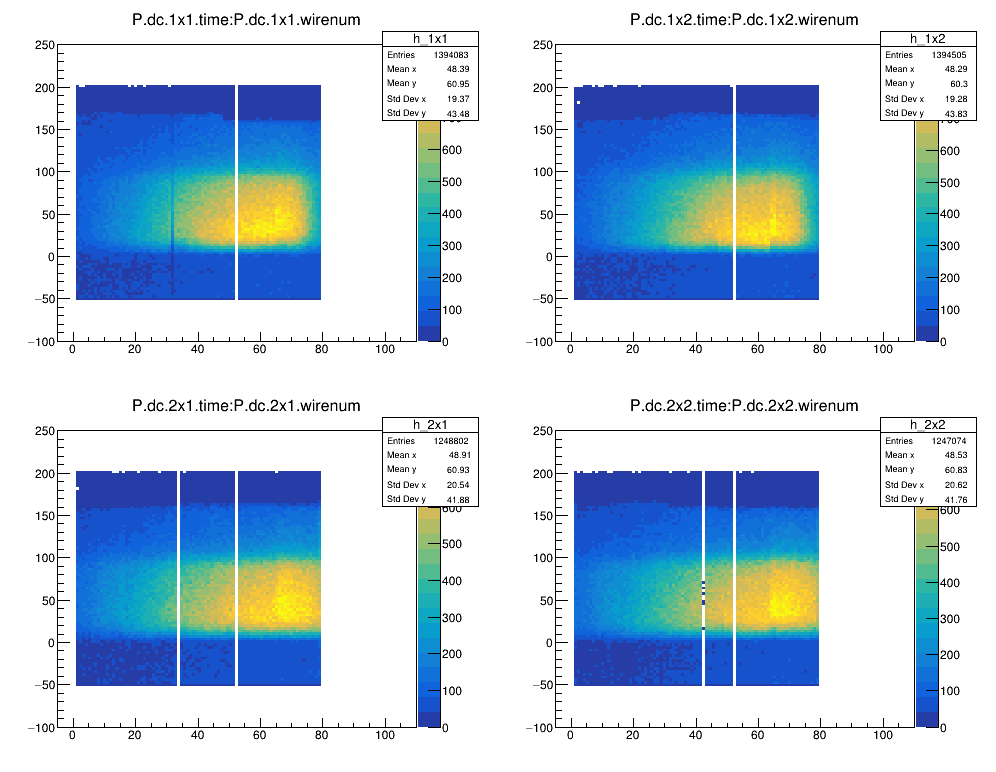 P.dc.1x1.time:P.dc.1x1.wirenum
h_1x1
Entries 1394083
Mean x 48.39
Mean y 60.95
Std Dev x 19.37
Std Dev y 43.48
250
200
150
100
50
0
−50
−100
0 20 40 60 80 100
600
500
400
300
200
100
0
P.dc.1x2.time:P.dc.1x2.wirenum
h_1x2
Entries 1394505
Mean x 48.29
Mean y 60.3
Std Dev x 19.28
Std Dev y 43.83
250
200
150
100
50
0
−50
−100
0 20 40 60 80 100
600
500
400
300
200
100
0
P.dc.2x1.time:P.dc.2x1.wirenum
h_2x1
Entries 1248802
Mean x 48.91
Mean y 60.93
Std Dev x 20.54
Std Dev y 41.88
250
200
150
100
50
0
−50
−100
0 20 40 60 80 100
600
500
400
300
200
100
0
P.dc.2x2.time:P.dc.2x2.wirenum
h_2x2
Entries 1247074
Mean x 48.53
Mean y 60.83
Std Dev x 20.62
Std Dev y 41.76
250
200
150
100
50
0
−50
−100
0 20 40 60 80 100
600
500
400
300
200
100
0